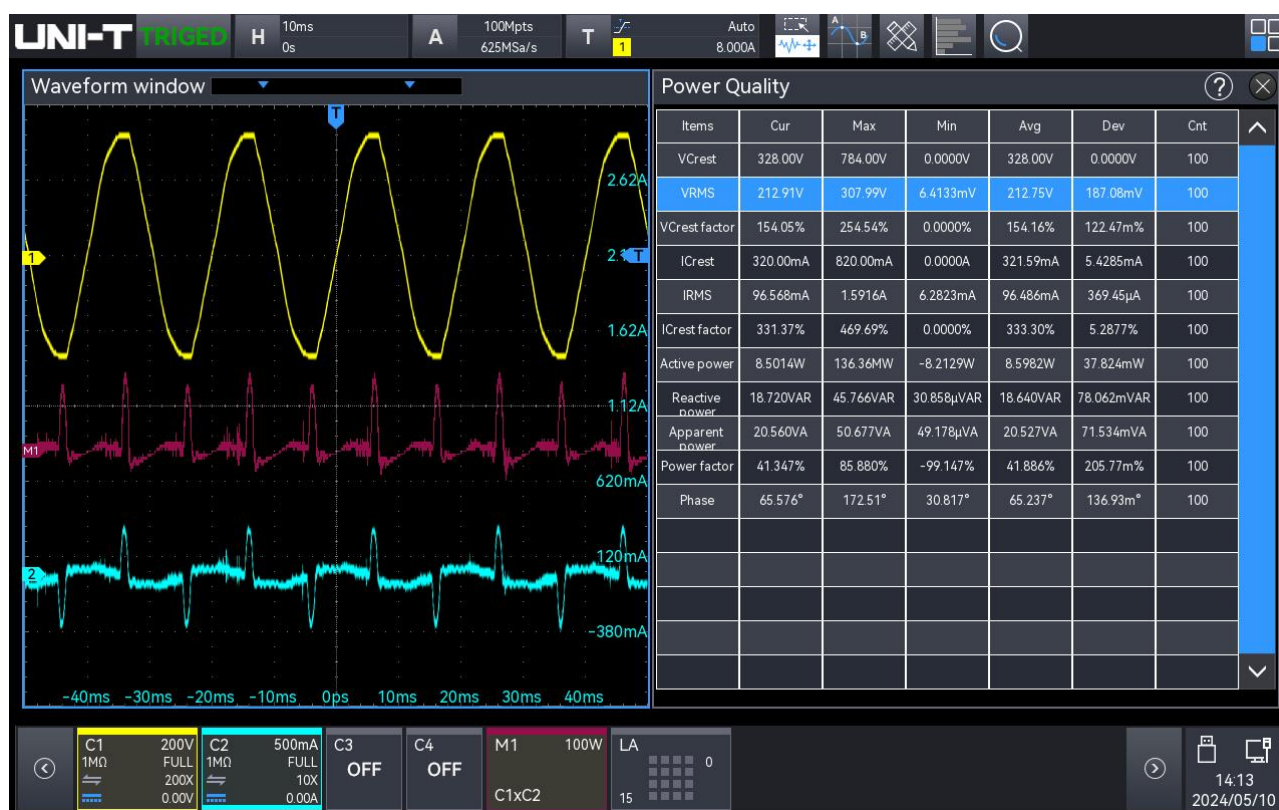 UNI-T TRIGED H 10ms 0s A 100Mpts 625MSa/s T 1 Auto 8.000A A B
Waveform window
T
2.62A
1
T
1.62A
1.12A
M1
620mA
120mA
2
-380mA
-40ms -30ms -20ms -10ms 0ps 10ms 20ms 30ms 40ms
Power Quality ?
Items Cur Max Min Avg Dev Cnt
VCrest 328.00V 784.00V 0.0000V 328.00V 0.0000V 100
VRMS 212.91V 307.99V 6.4133mV 212.75V 187.08mV 100
VCrest factor 154.05% 254.54% 0.0000% 154.16% 122.47m% 100
ICrest 320.00mA 820.00mA 0.0000A 321.59mA 5.4285mA 100
IRMS 96.568mA 1.5916A 6.2823mA 96.486mA 369.45µA 100
ICrest factor 331.37% 469.69% 0.0000% 333.30% 5.2877% 100
Active power 8.5014W 136.36MW -8.2129W 8.5982W 37.824mW 100
Reactive power 18.720VAR 45.766VAR 30.858µVAR 18.640VAR 78.062mVAR 100
Apparent power 20.560VA 50.677VA 49.178µVA 20.527VA 71.534mVA 100
Power factor 41.347% 85.880% -99.147% 41.886% 205.77m% 100
Phase 65.576° 172.51° 30.817° 65.237° 136.93m° 100
C1 200V C2 500mA C3 C4 M1 100W LA
1MΩ FULL 1MΩ FULL OFF OFF 0
200X 10X
0.00V 0.00A C1xC2 15
14:13
2024/05/10